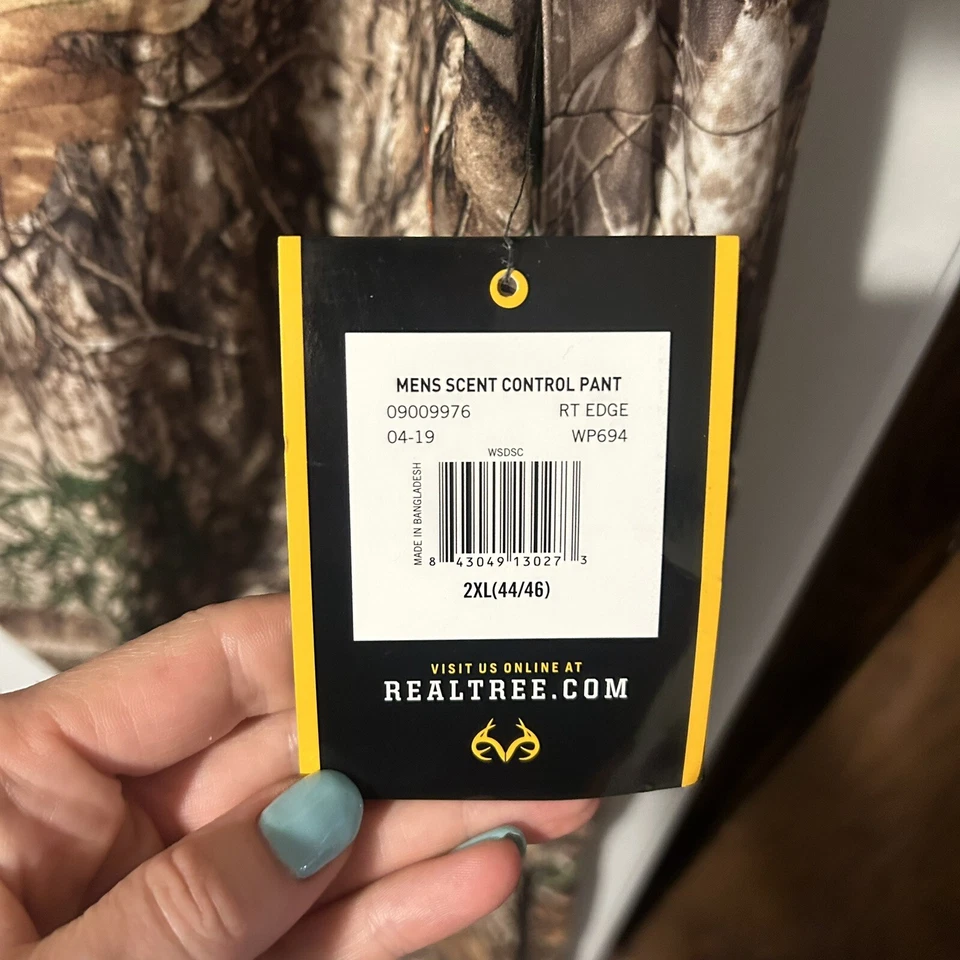 MENS SCENT CONTROL PANT
09009976 RT EDGE
04-19 WP694
WSDSC
MADE IN BANGLADESH
8 43049 13027 3
2XL(44/46)
VISIT US ONLINE AT
REALTREE.COM